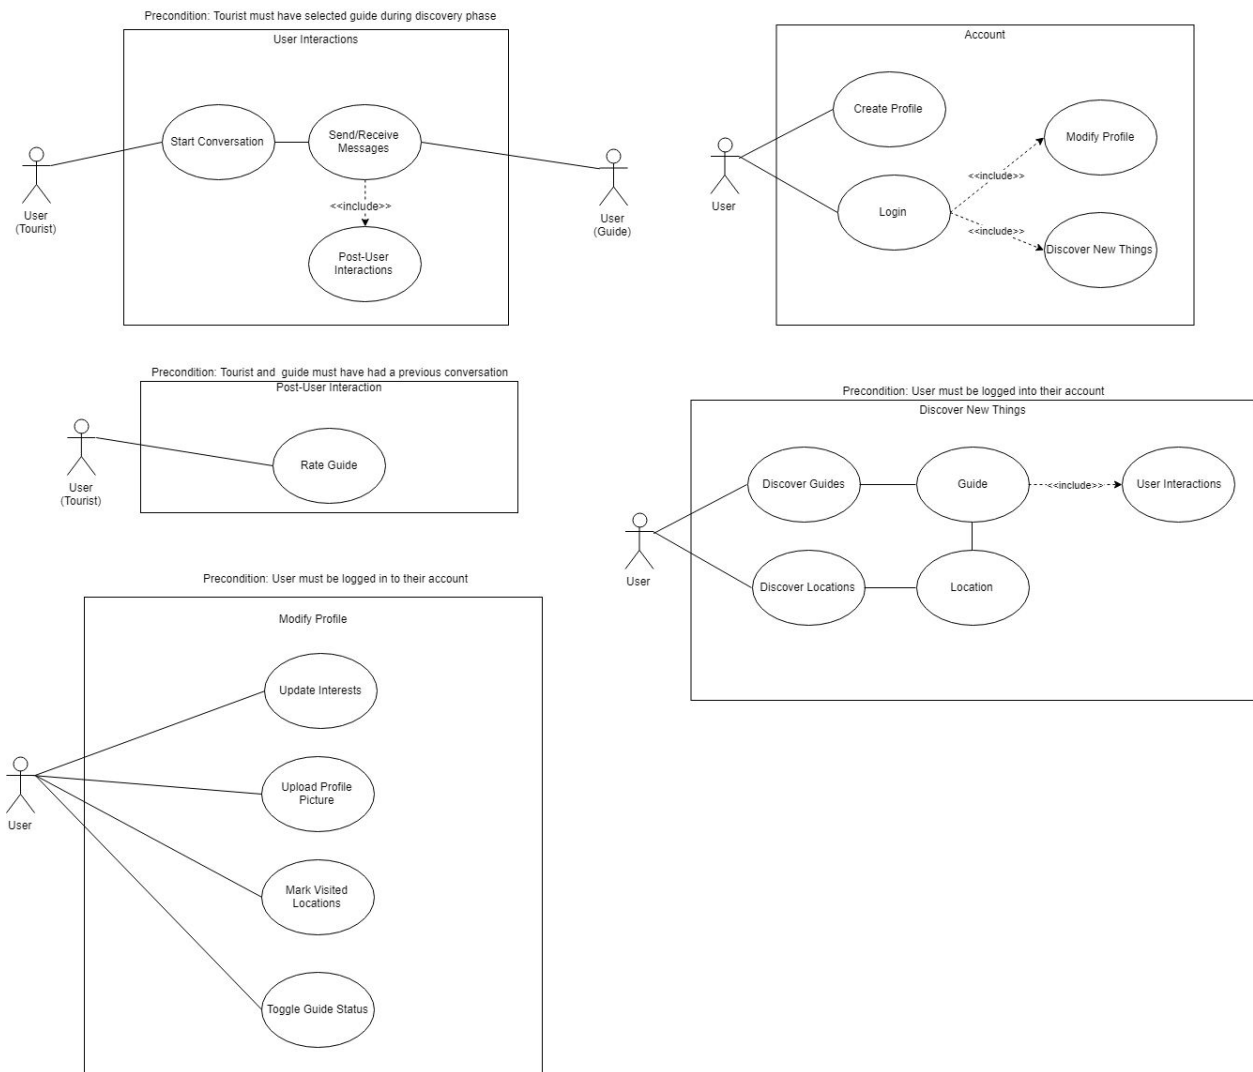 Precondition: Tourist must have selected guide during discovery phase
User Interactions
Start Conversation
Send/Receive
Messages
<<include>>
Post-User
Interactions
User
(Tourist)
User
(Guide)
Account
Create Profile
Login
Modify Profile
<<include>>
<<include>>
Discover New Things
User
Precondition: Tourist and  guide must have had a previous conversation
Post-User Interaction
Rate Guide
User
(Tourist)
Precondition: User must be logged into their account
Discover New Things
Discover Guides
Guide
<<include>>
User Interactions
Discover Locations
Location
User
Precondition: User must be logged in to their account
Modify Profile
Update Interests
Upload Profile
Picture
Mark Visited
Locations
Toggle Guide Status
User